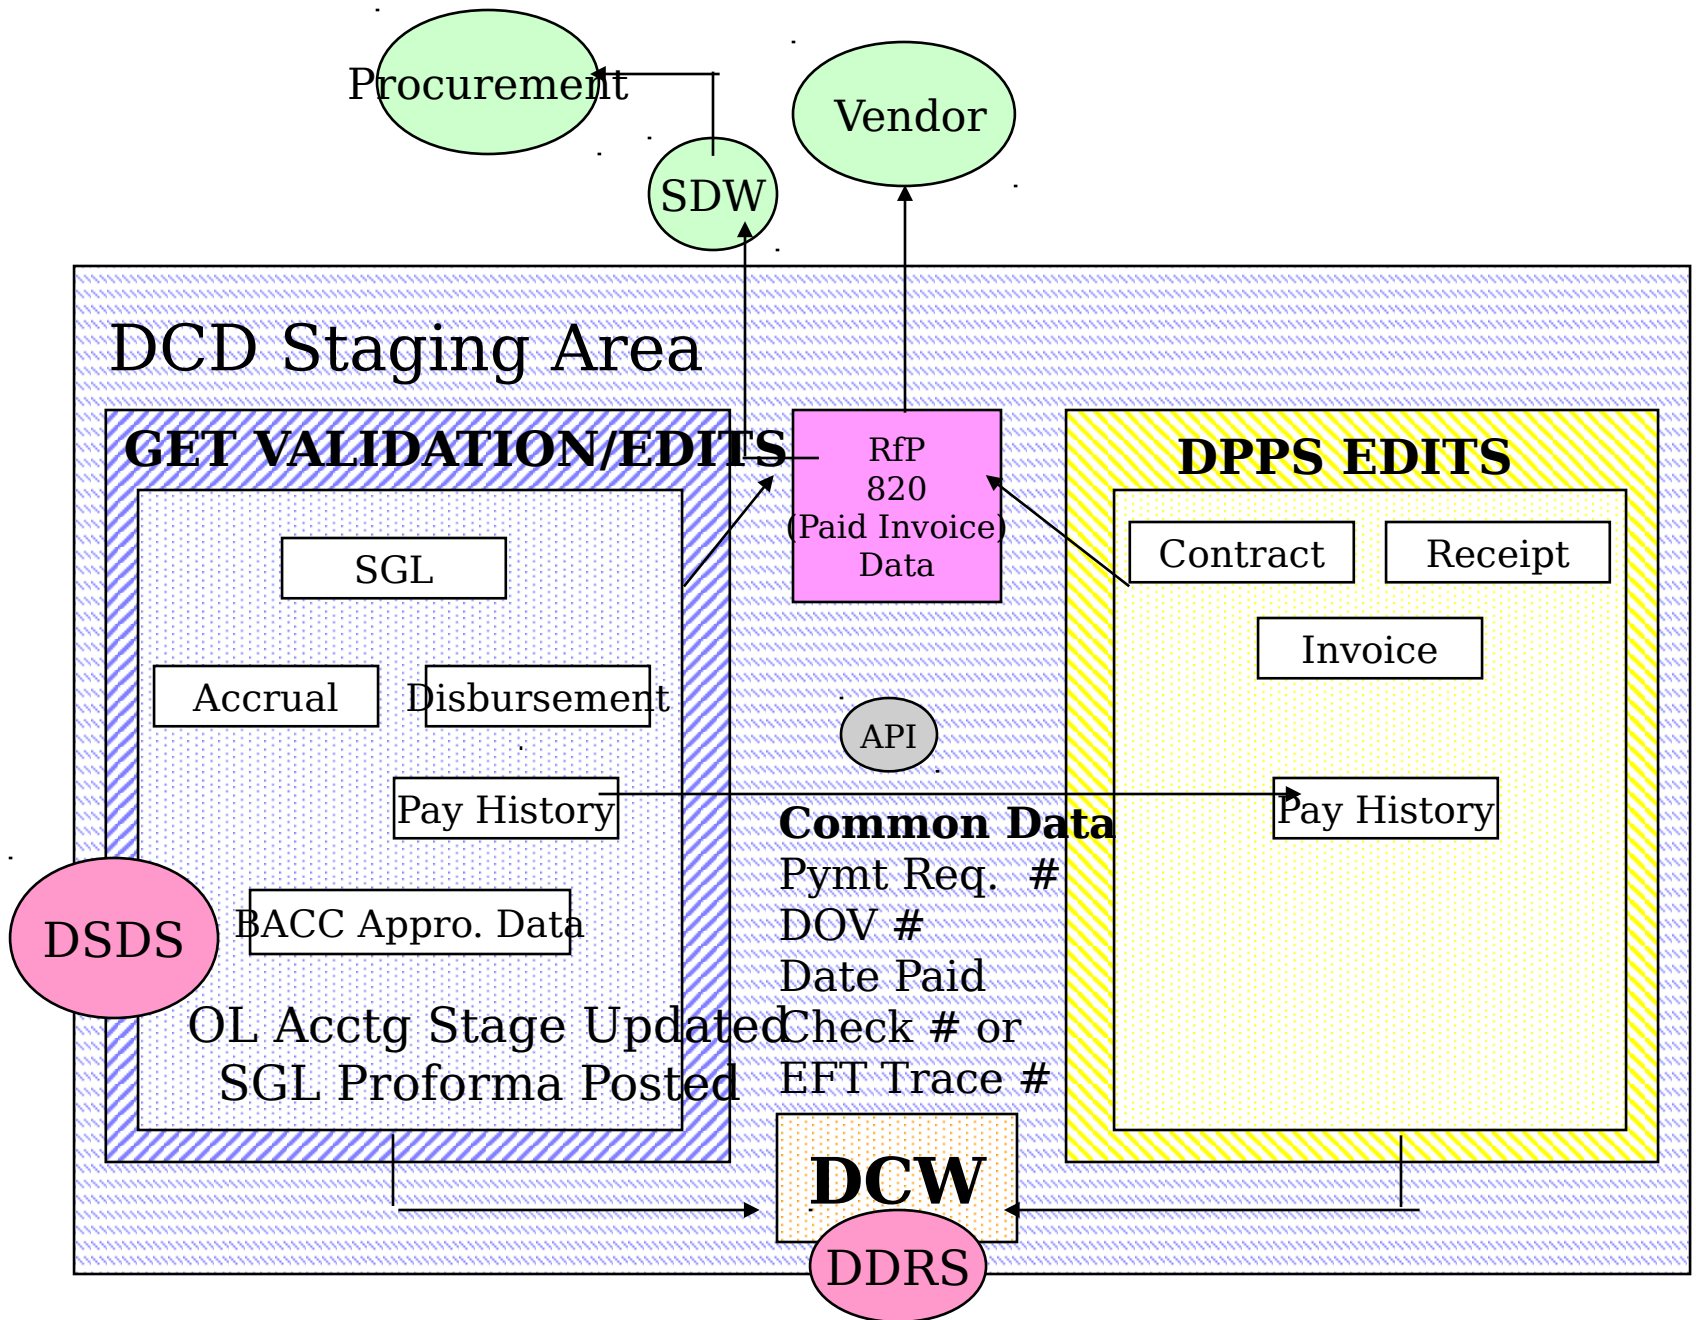 Procurement
Vendor
SDW
DCD Staging Area
GET VALIDATION/EDITS
SGL
Accrual
Disbursement
Pay History
BACC Appro. Data
DSDS
OL Acctg Stage Updated
SGL Proforma Posted
RfP
820
(Paid Invoice)
Data
API
Common Data
Pymt Req.  #
DOV #
Date Paid
Check # or
EFT Trace #
DPPS EDITS
Contract
Receipt
Invoice
Pay History
DCW
DDRS